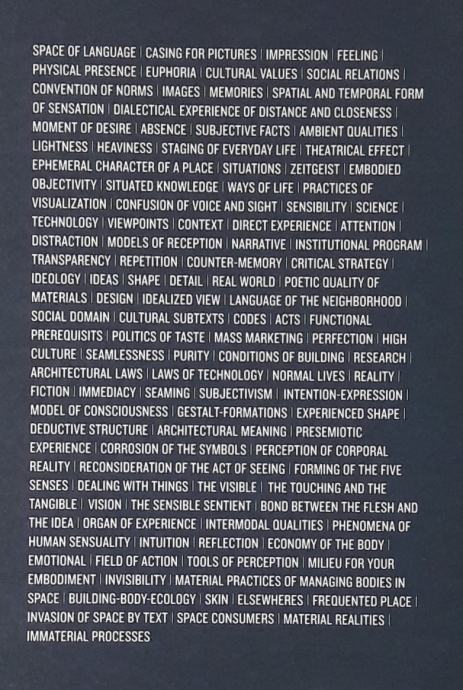 SPACE OF LANGUAGE | CASING FOR PICTURES | IMPRESSION | FEELING |
PHYSICAL PRESENCE | EUPHORIA | CULTURAL VALUES | SOCIAL RELATIONS |
CONVENTION OF NORMS | IMAGES | MEMORIES | SPATIAL AND TEMPORAL FORM
OF SENSATION | DIALECTICAL EXPERIENCE OF DISTANCE AND CLOSENESS |
MOMENT OF DESIRE | ABSENCE | SUBJECTIVE FACTS | AMBIENT QUALITIES |
LIGHTNESS | HEAVINESS | STAGING OF EVERYDAY LIFE | THEATRICAL EFFECT |
EPHEMERAL CHARACTER OF A PLACE | SITUATIONS | ZEITGEIST | EMBODIED
OBJECTIVITY | SITUATED KNOWLEDGE | WAYS OF LIFE | PRACTICES OF
VISUALIZATION | CONFUSION OF VOICE AND SIGHT | SENSIBILITY | SCIENCE |
TECHNOLOGY | VIEWPOINTS | CONTEXT | DIRECT EXPERIENCE | ATTENTION |
DISTRACTION | MODELS OF RECEPTION | NARRATIVE | INSTITUTIONAL PROGRAM |
TRANSPARENCY | REPETITION | COUNTER-MEMORY | CRITICAL STRATEGY |
IDEOLOGY | IDEAS | SHAPE | DETAIL | REAL WORLD | POETIC QUALITY OF
MATERIALS | DESIGN | IDEALIZED VIEW | LANGUAGE OF THE NEIGHBORHOOD |
SOCIAL DOMAIN | CULTURAL SUBTEXTS | CODES | ACTS | FUNCTIONAL
PREREQUISITS | POLITICS OF TASTE | MASS MARKETING | PERFECTION | HIGH
CULTURE | SEAMLESSNESS | PURITY | CONDITIONS OF BUILDING | RESEARCH |
ARCHITECTURAL LAWS | LAWS OF TECHNOLOGY | NORMAL LIVES | REALITY |
FICTION | IMMEDIACY | SEAMING | SUBJECTIVISM | INTENTION-EXPRESSION |
MODEL OF CONSCIOUSNESS | GESTALT-FORMATIONS | EXPERIENCED SHAPE |
DEDUCTIVE STRUCTURE | ARCHITECTURAL MEANING | PRESEMIOTIC
EXPERIENCE | CORROSION OF THE SYMBOLS | PERCEPTION OF CORPORAL
REALITY | RECONSIDERATION OF THE ACT OF SEEING | FORMING OF THE FIVE
SENSES | DEALING WITH THINGS | THE VISIBLE | THE TOUCHING AND THE
TANGIBLE | VISION | THE SENSIBLE SENTIENT | BOND BETWEEN THE FLESH AND
THE IDEA | ORGAN OF EXPERIENCE | INTERMODAL QUALITIES | PHENOMENA OF
HUMAN SENSUALITY | INTUITION | REFLECTION | ECONOMY OF THE BODY |
EMOTIONAL | FIELD OF ACTION | TOOLS OF PERCEPTION | MILIEU FOR YOUR
EMBODIMENT | INVISIBILITY | MATERIAL PRACTICES OF MANAGING BODIES IN
SPACE | BUILDING-BODY-ECOLOGY | SKIN | ELSEWHERES | FREQUENTED PLACE |
INVASION OF SPACE BY TEXT | SPACE CONSUMERS | MATERIAL REALITIES |
IMMATERIAL PROCESSES